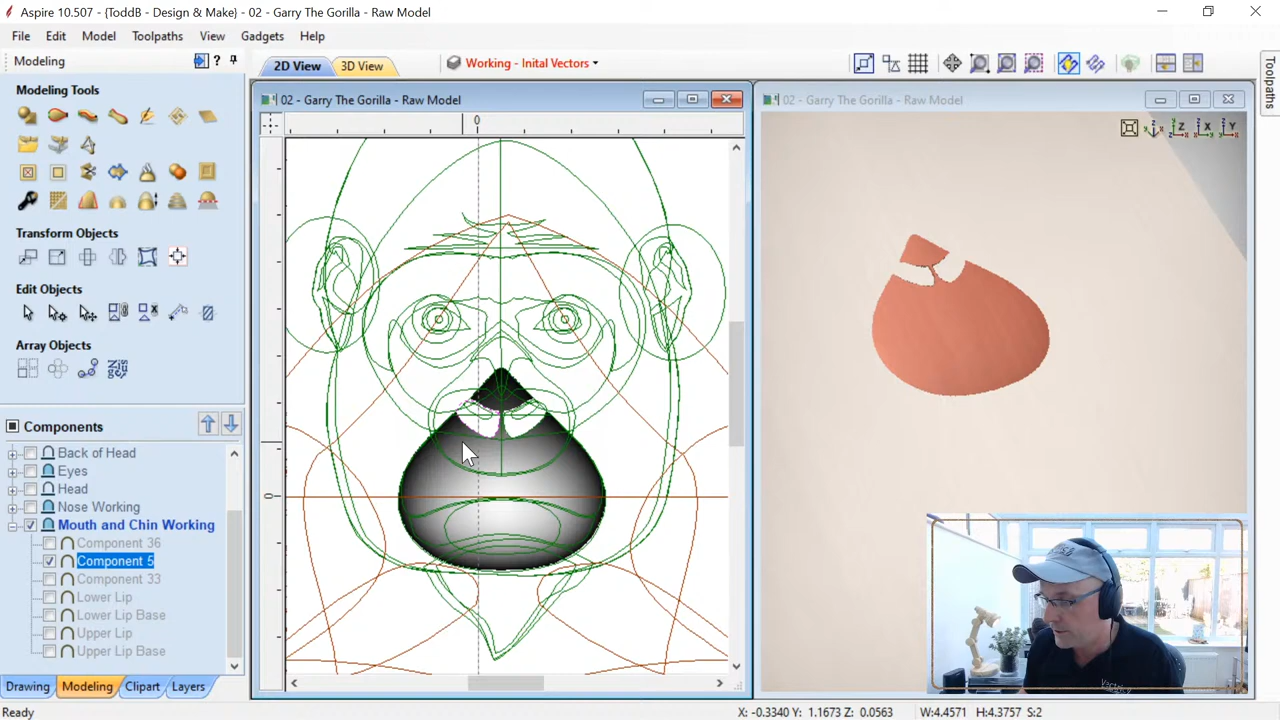 Aspire 10.507 - {ToddB - Design & Make} - 02 - Garry The Gorilla - Raw Model
File Edit Model Toolpaths View Gadgets Help
Modeling ?
2D View 3D View Working - Inital Vectors
Toolpaths
Modeling Tools
02 - Garry The Gorilla - Raw Model
02 - Garry The Gorilla - Raw Model
0
Z X Y
Transform Objects
Edit Objects
Array Objects
Components
Back of Head
Eyes
Head
Nose Working
0
Mouth and Chin Working
Component 36
Component 5
Component 33
Lower Lip
Lower Lip Base
Upper Lip
Upper Lip Base
Drawing Modeling Clipart Layers
Ready X: -0.3340 Y: 1.1673 Z: 0.0563 W:4.4571 H:4.3757 S:2